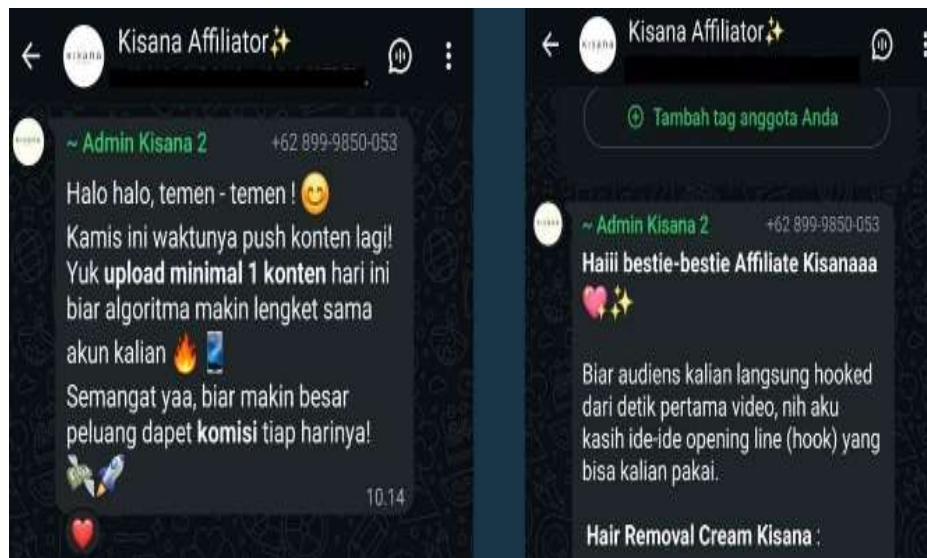 Kisana Affiliator✨
~ Admin Kisana 2 +62 899-9850-053
Halo halo, temen - temen ! 😊
Kamis ini waktunya push konten lagi!
Yuk upload minimal 1 konten hari ini
biar algoritma makin lengket sama
akun kalian 🔥 📱
Semangat yaa, biar makin besar
peluang dapet komisi tiap harinya!
💸🚀
10.14
Kisana Affiliator✨
Tambah tag anggota Anda
~ Admin Kisana 2 +62 899-9850-053
Haiii bestie-bestie Affiliate Kisanaaa
💖✨
Biar audiens kalian langsung hooked
dari detik pertama video, nih aku
kasih ide-ide opening line (hook) yang
bisa kalian pakai.
Hair Removal Cream Kisana :